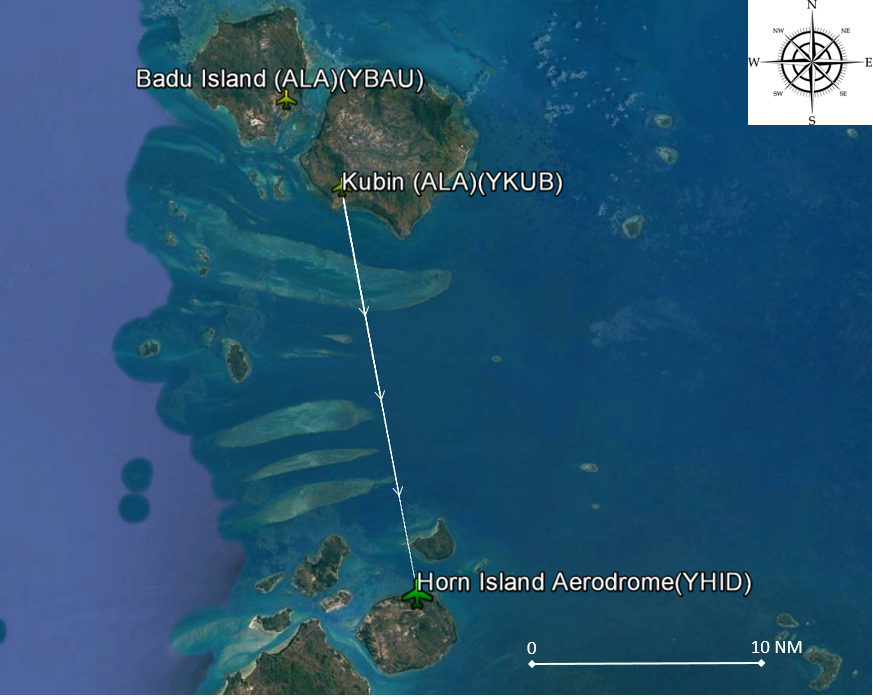 N
NW NE
W E
SW SE
S
Badu Island (ALA)(YBAU)
Kubin (ALA)(YKUB)
Horn Island Aerodrome(YHID)
0 10 NM